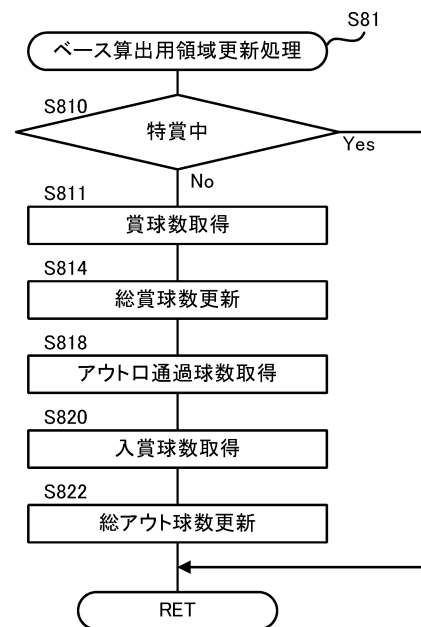 S81
ベース算出用領域更新処理
S810
特賞中
Yes
No
S811
賞球数取得
S814
総賞球数更新
S818
アウト口通過球数取得
S820
入賞球数取得
S822
総アウト球数更新
RET